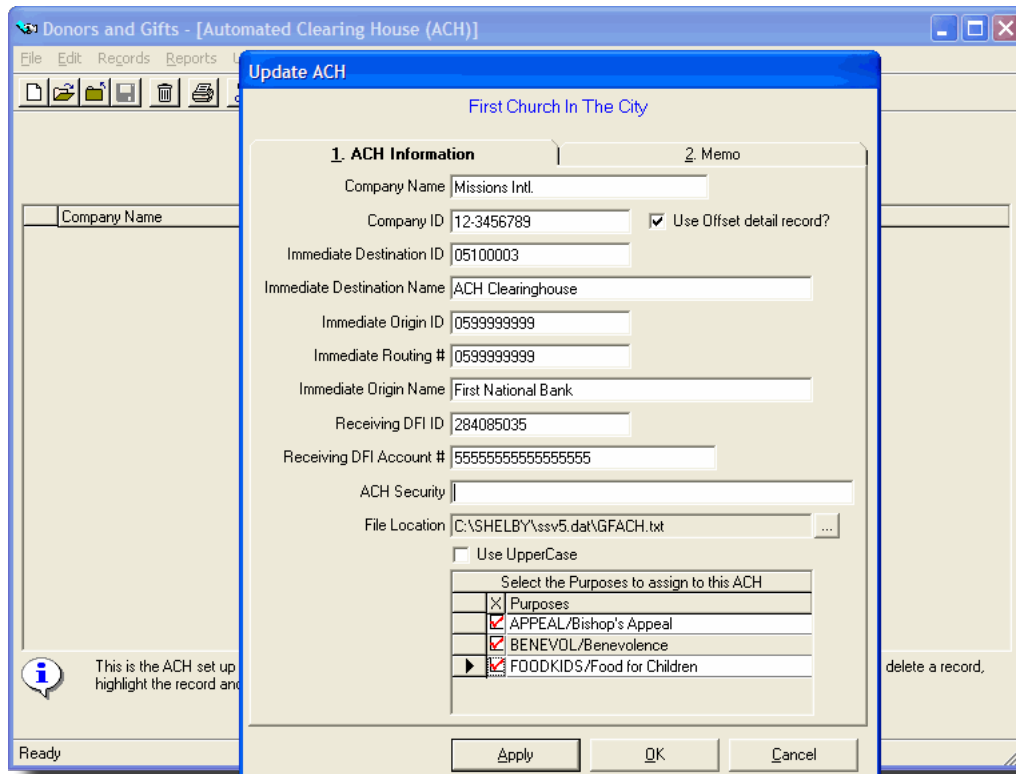 Donors and Gifts - [Automated Clearing House (ACH)]
File Edit Records Reports
Update ACH
First Church In The City
1. ACH Information 2. Memo
Company Name Missions Intl.
Company Name
Company ID 12-3456789 Use Offset detail record?
Immediate Destination ID 05100003
Immediate Destination Name ACH Clearinghouse
Immediate Origin ID 0599999999
Immediate Routing # 0599999999
Immediate Origin Name First National Bank
Receiving DFI ID 284085035
Receiving DFI Account # 55555555555555555
ACH Security
File Location C:\SHELBY\ssv5.dat\GFACH.txt ...
Use UpperCase
Select the Purposes to assign to this ACH
X Purposes
APPEAL/Bishop's Appeal
BENEVOL/Benevolence
FOODKIDS/Food for Children
This is the ACH set up delete a record,
highlight the record and
Ready
Apply OK Cancel